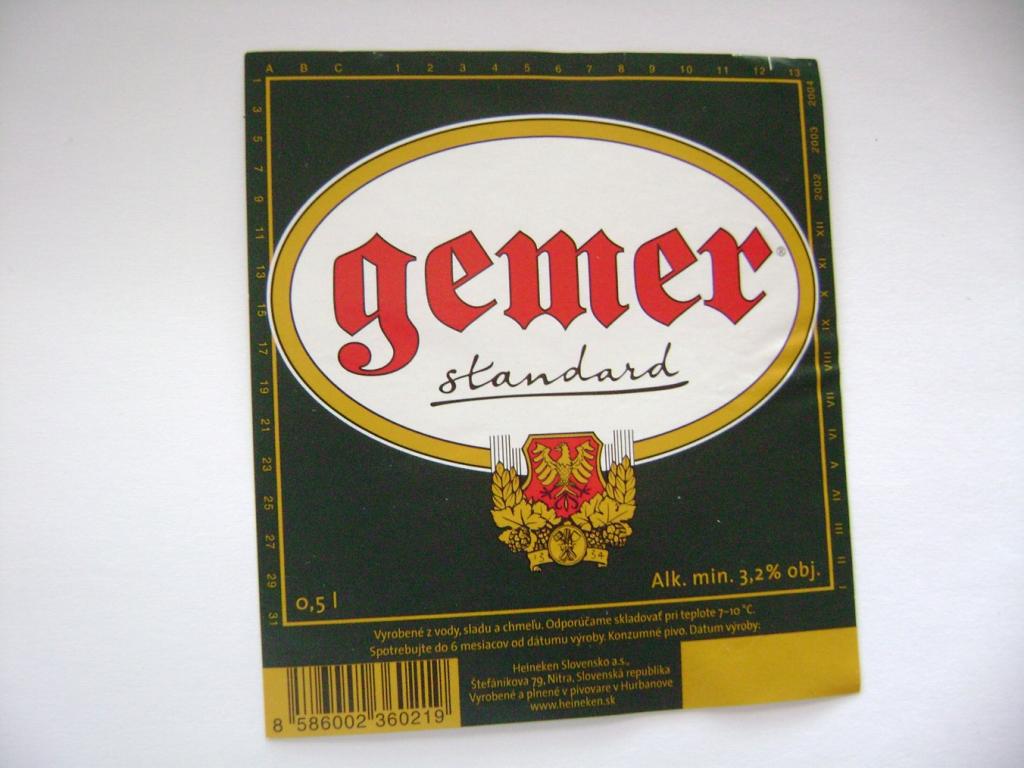 A B C 1 2 3 4 5 6 7 8 9 10 11 12 13
1 3 5 7 9 11 13 15 17 19 21 23 25 27 29 31
2004 2003 2002 XII XI X IX VIII VII VI V IV III II I
gemer®
standard
13 54
0,5 l
Alk. min. 3,2% obj.
Vyrobené z vody, sladu a chmeľu. Odporúčame skladovať pri teplote 7–10 °C.
Spotrebujte do 6 mesiacov od dátumu výroby. Konzumné pivo. Dátum výroby:
Heineken Slovensko a.s.,
Štefánikova 79, Nitra, Slovenská republika
Vyrobené a plnené v pivovare v Hurbanove
www.heineken.sk
8 586002 360219